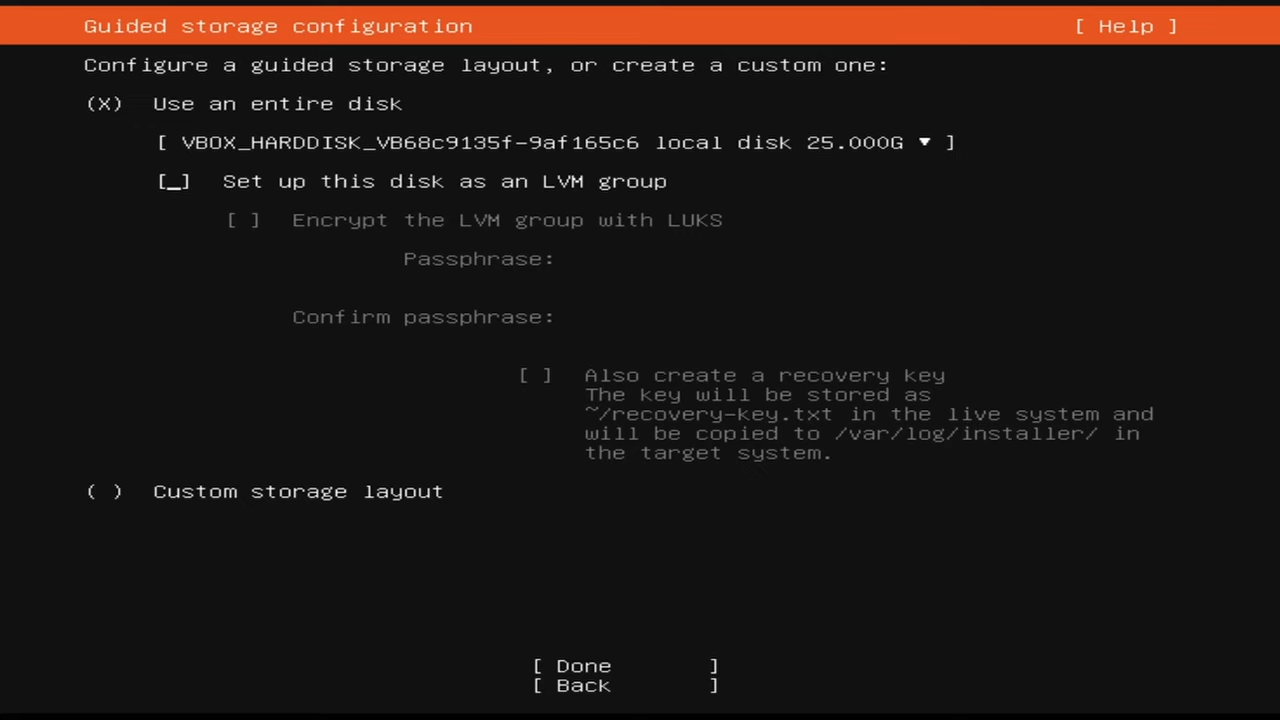 Guided storage configuration [ Help ]
Configure a guided storage layout, or create a custom one:
(X) Use an entire disk
[ VBOX_HARDDISK_VB68c9135f-9af165c6 local disk 25.000G ▾ ]
[_] Set up this disk as an LVM group
[ ] Encrypt the LVM group with LUKS
Passphrase:
Confirm passphrase:
[ ] Also create a recovery key
The key will be stored as
~/recovery-key.txt in the live system and
will be copied to /var/log/installer/ in
the target system.
( ) Custom storage layout
[ Done ]
[ Back ]